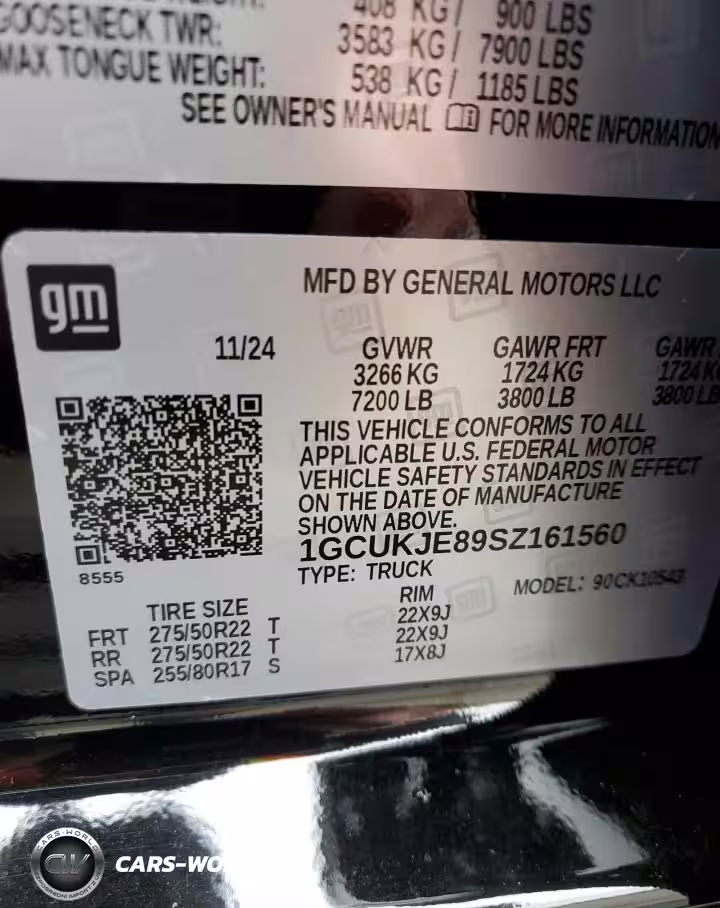 408 KG/ 900 LBS
GOOSENECK TWR: 3583 KG/ 7900 LBS
MAX TONGUE WEIGHT: 538 KG/ 1185 LBS
SEE OWNER'S MANUAL FOR MORE INFORMATION
gm
MFD BY GENERAL MOTORS LLC
11/24 GVWR GAWR FRT GAWR
3266 KG 1724 KG 1724 K
7200 LB 3800 LB 3800 LB
THIS VEHICLE CONFORMS TO ALL
APPLICABLE U.S. FEDERAL MOTOR
VEHICLE SAFETY STANDARDS IN EFFECT
ON THE DATE OF MANUFACTURE
SHOWN ABOVE.
1GCUKJE89SZ161560
8555
TYPE: TRUCK MODEL: 90CK10543
TIRE SIZE RIM
FRT 275/50R22 T 22X9J
RR 275/50R22 T 22X9J
SPA 255/80R17 S 17X8J
CARS-WORLD
CW
CARS-WO